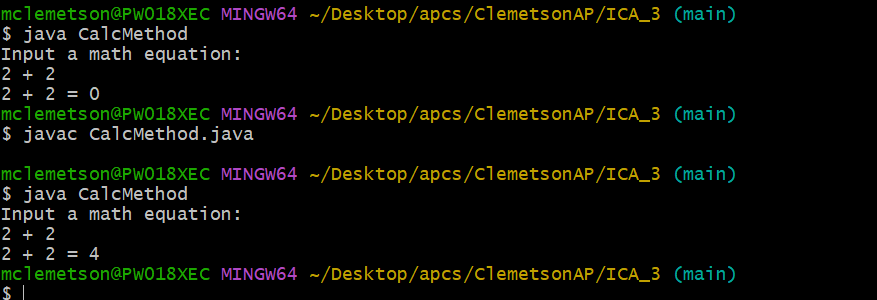 mclemetson@PW018XEC MINGW64 ~/Desktop/apcs/ClemetsonAP/ICA_3 (main)
$ java CalcMethod
Input a math equation:
2 + 2
2 + 2 = 0
mclemetson@PW018XEC MINGW64 ~/Desktop/apcs/ClemetsonAP/ICA_3 (main)
$ javac CalcMethod.java
mclemetson@PW018XEC MINGW64 ~/Desktop/apcs/ClemetsonAP/ICA_3 (main)
$ java CalcMethod
Input a math equation:
2 + 2
2 + 2 = 4
mclemetson@PW018XEC MINGW64 ~/Desktop/apcs/ClemetsonAP/ICA_3 (main)
$